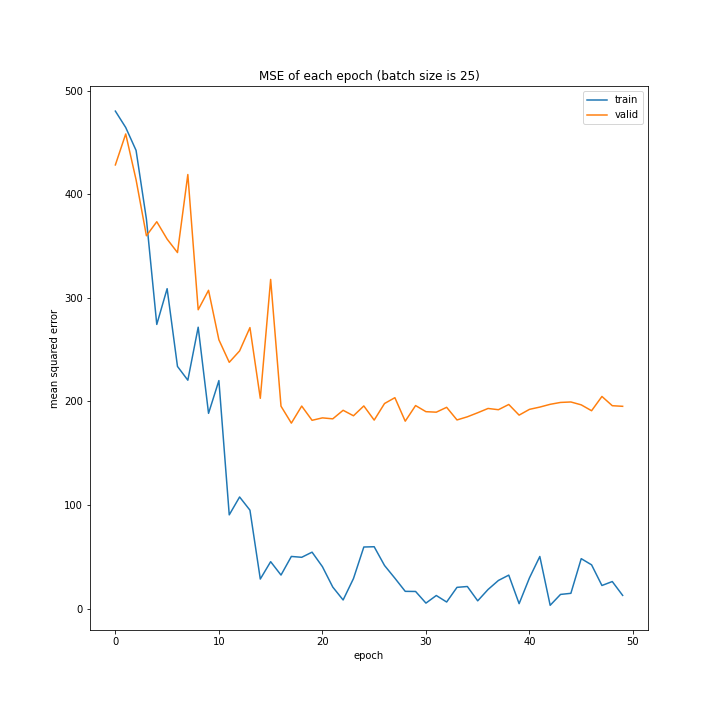 MSE of each epoch (batch size is 25)
train
valid
500
400
300
200
100
0
mean squared error
0 10 20 30 40 50
epoch